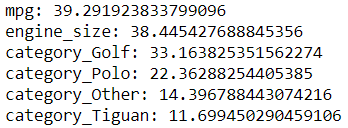 mpg: 39.291923833799096
engine_size: 38.445427688845356
category_Golf: 33.163825351562274
category_Polo: 22.36288254405385
category_Other: 14.396788443074216
category_Tiguan: 11.699450290459106